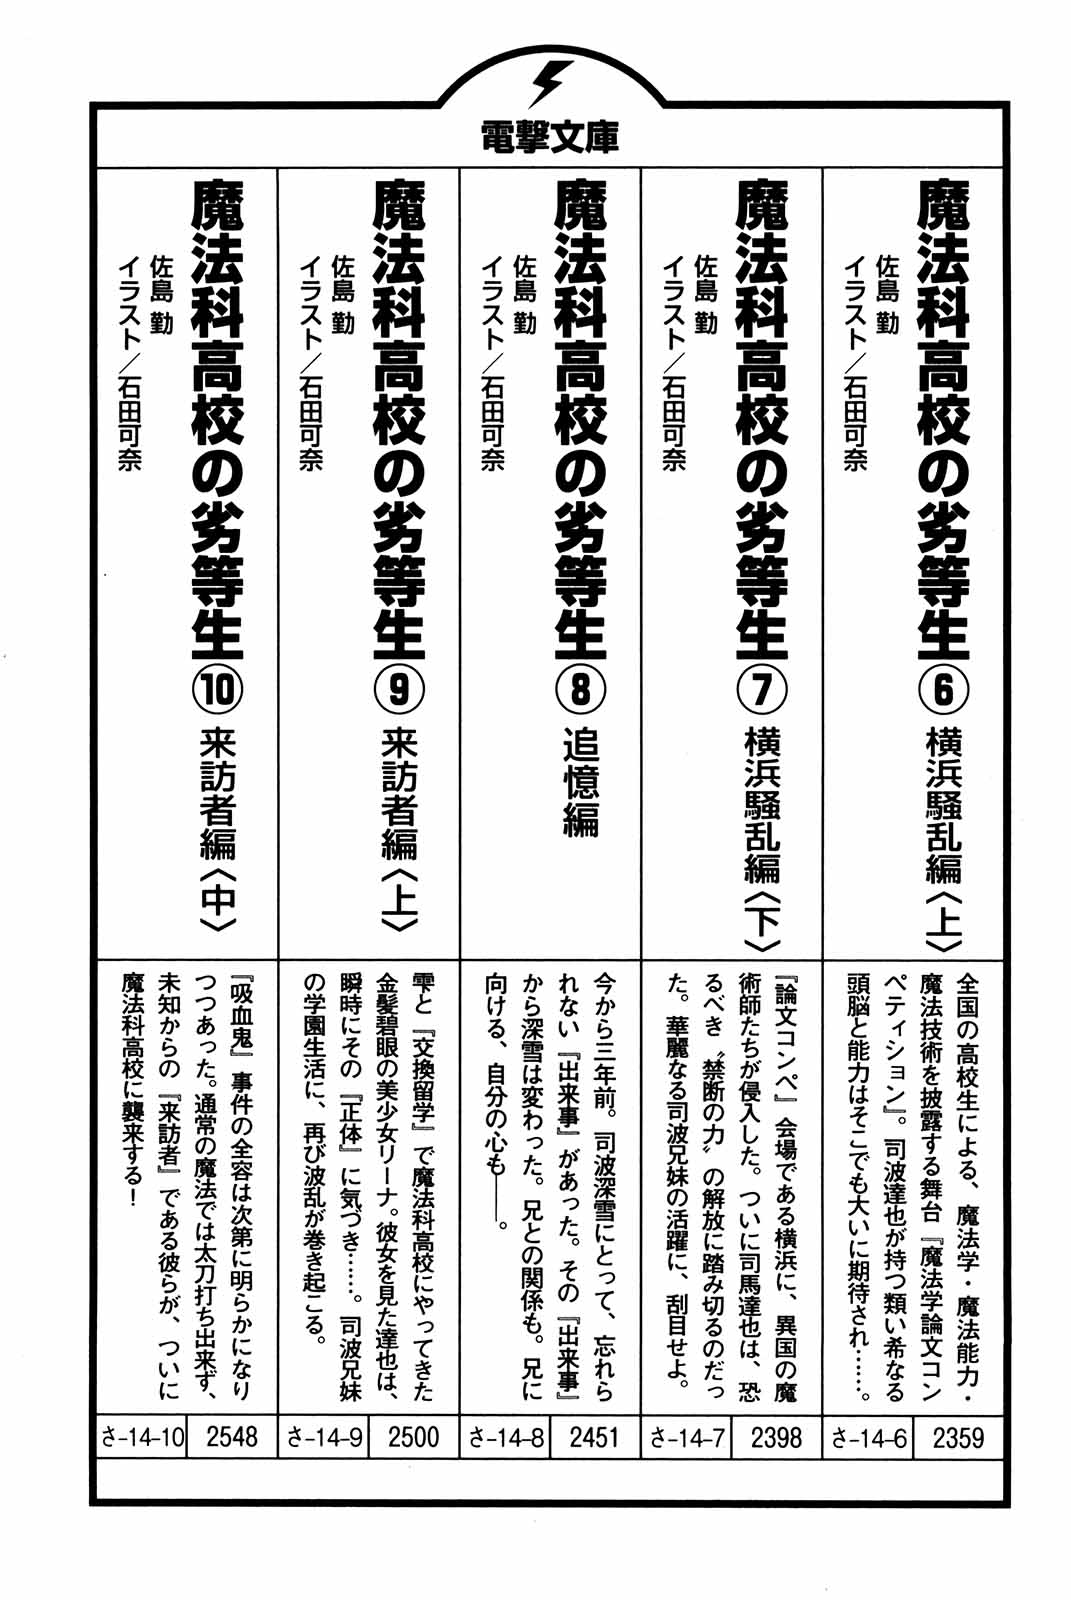 電撃文庫
魔法科高校の劣等生⑥ 横浜騒乱編〈上〉
佐島 勤
イラスト／石田可奈
全国の高校生による、魔法学・魔法能力・
魔法技術を披露する舞台『魔法学論文コン
ペティション』。司波達也が持つ類い希なる
頭脳と能力はそこでも大いに期待され……。
さ-14-6 2359
魔法科高校の劣等生⑦ 横浜騒乱編〈下〉
佐島 勤
イラスト／石田可奈
『論文コンペ』会場である横浜に、異国の魔
術師たちが侵入した。ついに司馬達也は、恐
るべき〝禁断の力〟の解放に踏み切るのだっ
た。華麗なる司波兄妹の活躍に、刮目せよ。
さ-14-7 2398
魔法科高校の劣等生⑧ 追憶編
佐島 勤
イラスト／石田可奈
今から三年前。司波深雪にとって、忘れら
れない『出来事』があった。その『出来事』
から深雪は変わった。兄との関係も。兄に
向ける、自分の心も――。
さ-14-8 2451
魔法科高校の劣等生⑨ 来訪者編〈上〉
佐島 勤
イラスト／石田可奈
雫と『交換留学』で魔法科高校にやってきた
金髪碧眼の美少女リーナ。彼女を見た達也は、
瞬時にその『正体』に気づき……。司波兄妹
の学園生活に、再び波乱が巻き起こる。
さ-14-9 2500
魔法科高校の劣等生⑩ 来訪者編〈中〉
佐島 勤
イラスト／石田可奈
『吸血鬼』事件の全容は次第に明らかになり
つつあった。通常の魔法では太刀打ち出来ず、
未知からの『来訪者』である彼らが、ついに
魔法科高校に襲来する！
さ-14-10 2548